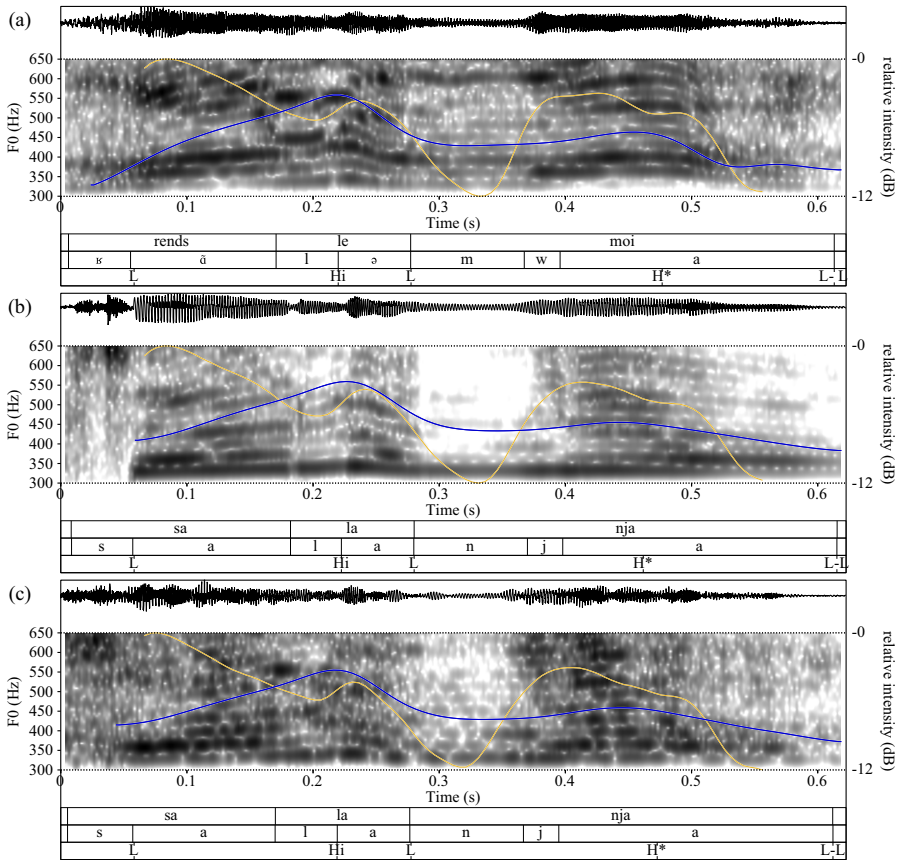 (a)
650
600
550
500
450
400
350
300
F0 (Hz)
-0
-12
relative intensity (dB)
0 0.1 0.2 0.3 0.4 0.5 0.6
Time (s)
rends le moi
ʁ ɑ̃ l ə m w a
L Hi L H* L- L
(b)
650
600
550
500
450
400
350
300
F0 (Hz)
-0
-12
relative intensity (dB)
0 0.1 0.2 0.3 0.4 0.5 0.6
Time (s)
sa la nja
s a l a n j a
L Hi L H* L-L
(c)
650
600
550
500
450
400
350
300
F0 (Hz)
-0
-12
relative intensity (dB)
0 0.1 0.2 0.3 0.4 0.5 0.6
Time (s)
sa la nja
s a l a n j a
L Hi L H* L-L